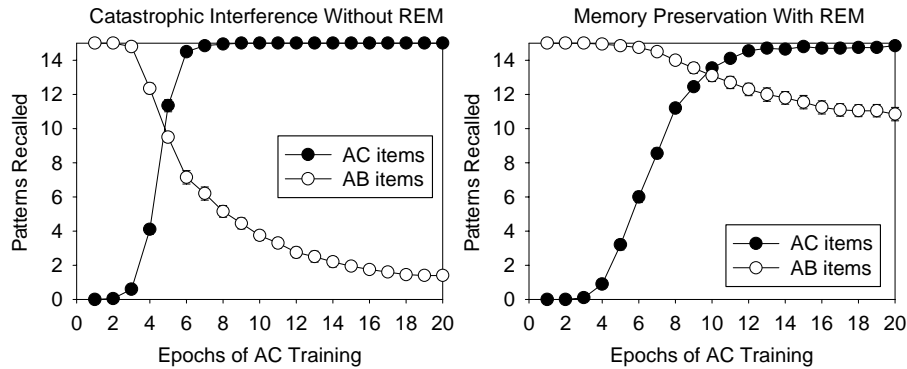 Catastrophic Interference Without REM
Patterns Recalled
14
12
10
8
6
4
2
0
AC items
AB items
0 2 4 6 8 10 12 14 16 18 20
Epochs of AC Training
Memory Preservation With REM
Patterns Recalled
14
12
10
8
6
4
2
0
AC items
AB items
0 2 4 6 8 10 12 14 16 18 20
Epochs of AC Training